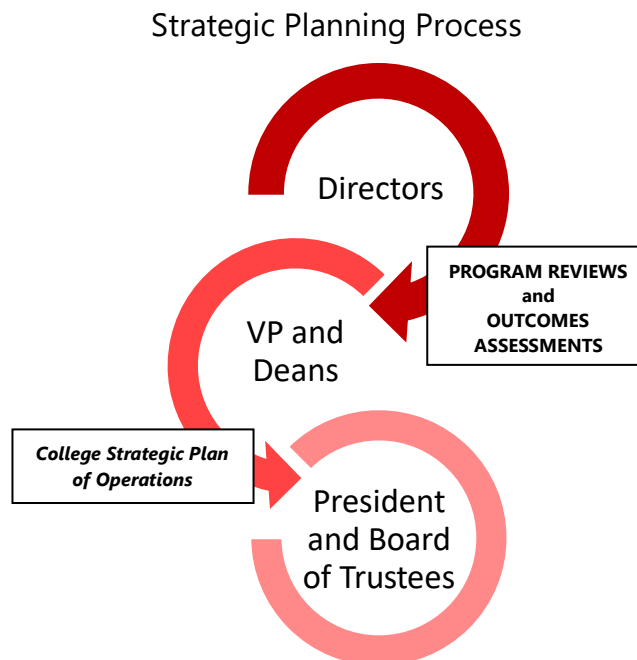 Strategic Planning Process
Directors
PROGRAM REVIEWS
and
OUTCOMES
ASSESSMENTS
VP and
Deans
College Strategic Plan
of Operations
President
and Board
of Trustees